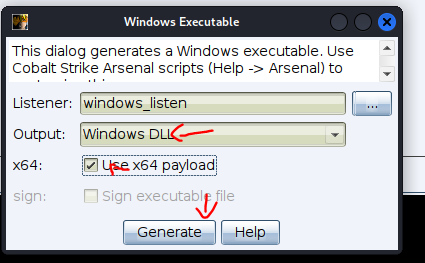 Windows Executable
This dialog generates a Windows executable. Use
Cobalt Strike Arsenal scripts (Help -> Arsenal) to
Listener: windows_listen ...
Output: Windows DLL
x64: Use x64 payload
sign: Sign executable file
Generate Help